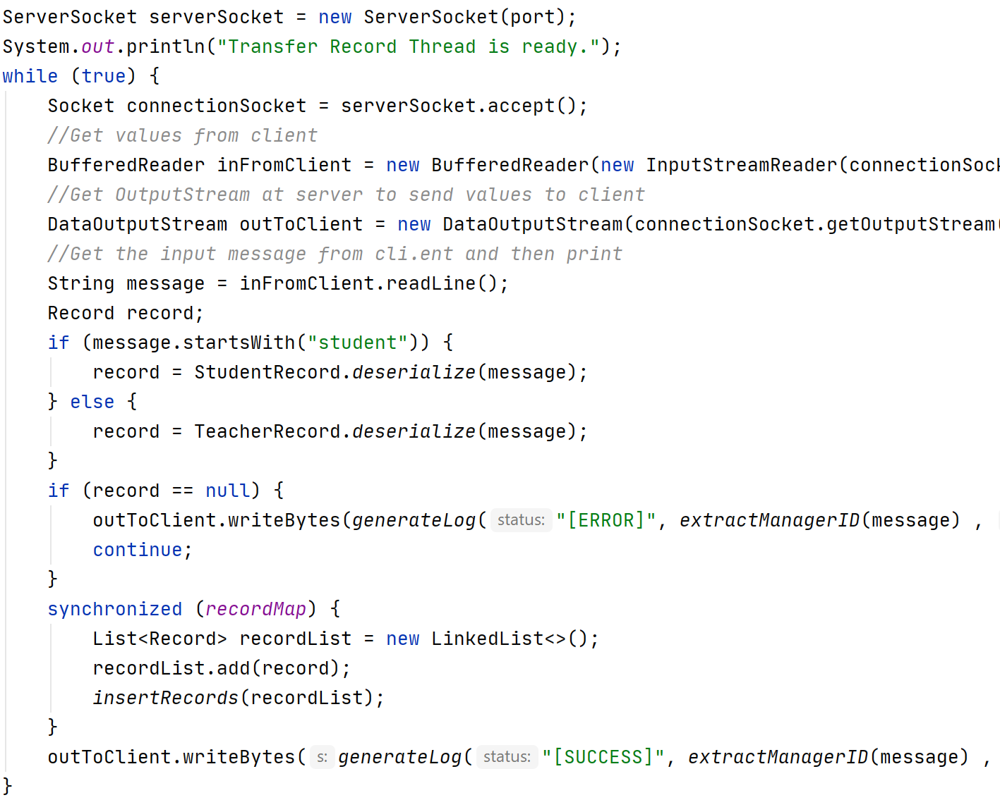 ServerSocket serverSocket = new ServerSocket(port);
System.out.println("Transfer Record Thread is ready.");
while (true) {
    Socket connectionSocket = serverSocket.accept();
    //Get values from client
    BufferedReader inFromClient = new BufferedReader(new InputStreamReader(connectionSock
    //Get OutputStream at server to send values to client
    DataOutputStream outToClient = new DataOutputStream(connectionSocket.getOutputStream(
    //Get the input message from cli.ent and then print
    String message = inFromClient.readLine();
    Record record;
    if (message.startsWith("student")) {
        record = StudentRecord.deserialize(message);
    } else {
        record = TeacherRecord.deserialize(message);
    }
    if (record == null) {
        outToClient.writeBytes(generateLog( status: "[ERROR]", extractManagerID(message) ,
        continue;
    }
    synchronized (recordMap) {
        List<Record> recordList = new LinkedList<>();
        recordList.add(record);
        insertRecords(recordList);
    }
    outToClient.writeBytes( s: generateLog( status: "[SUCCESS]", extractManagerID(message) ,
}